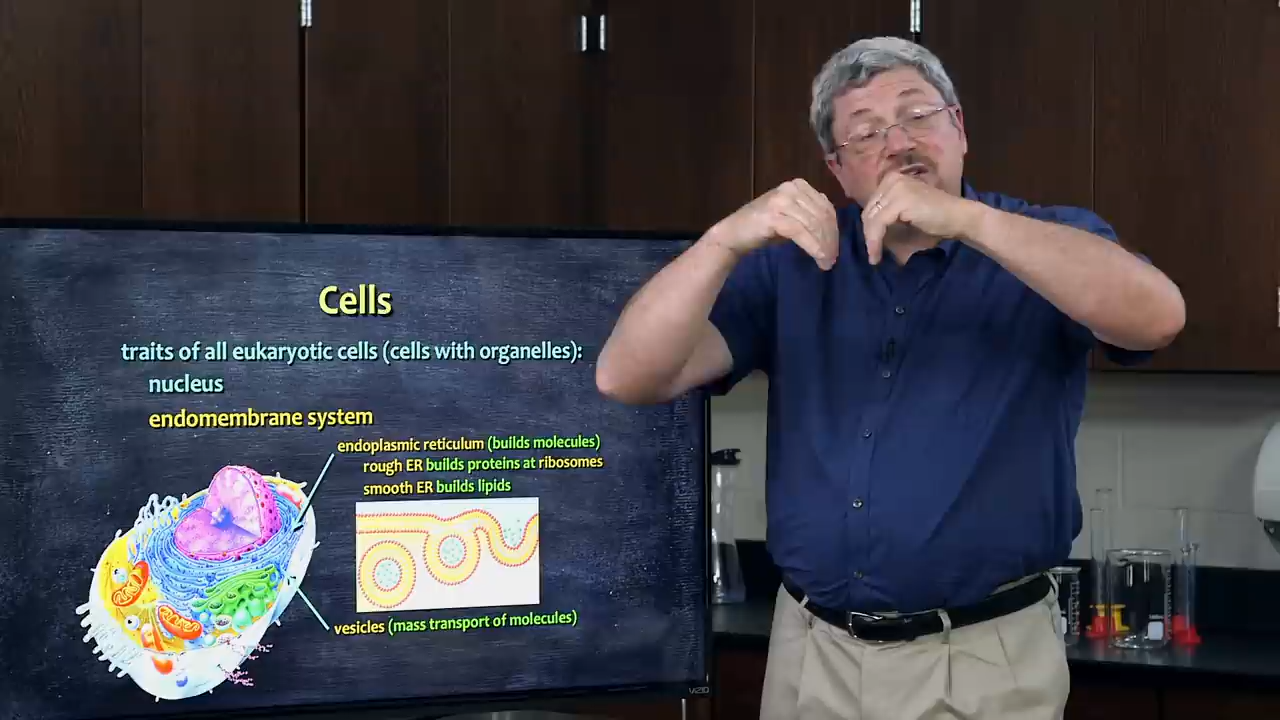 Cells
traits of all eukaryotic cells (cells with organelles):
nucleus
endomembrane system
endoplasmic reticulum (builds molecules)
rough ER builds proteins at ribosomes
smooth ER builds lipids
vesicles (mass transport of molecules)
VIZIO